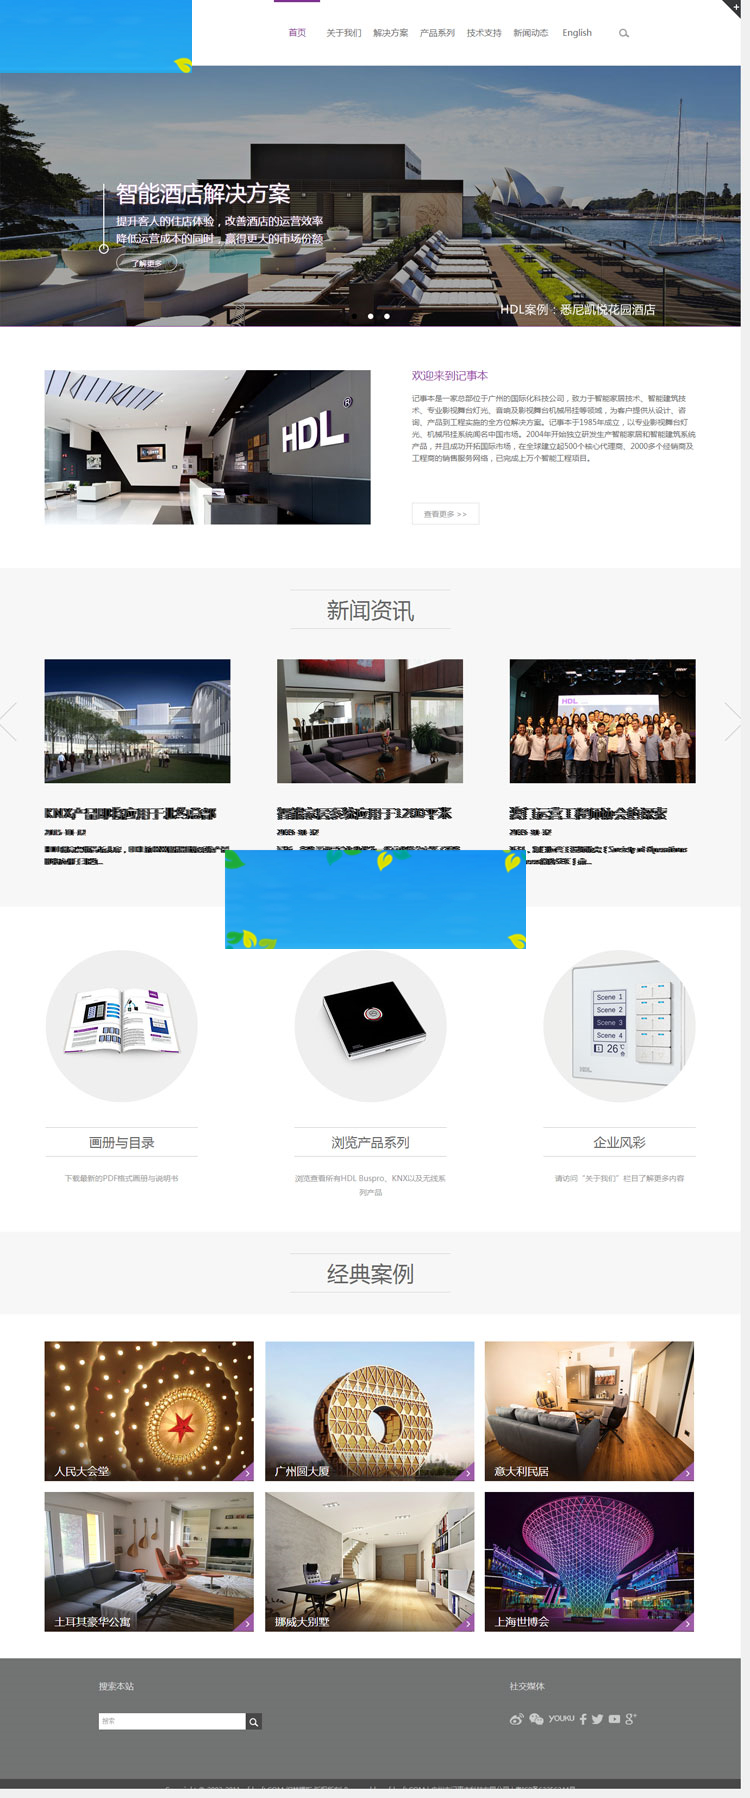 首页 关于我们 解决方案 产品系列 技术支持 新闻动态 English
智能酒店解决方案
提升客人的住店体验，改善酒店的运营效率
降低运营成本的同时，赢得更大的市场份额
了解更多
HDL案例：悉尼凯悦花园酒店
HDL
欢迎来到记事本
记事本是一家总部位于广州的国际化科技公司，致力于智能家居技术、智能建筑技
术、专业影视舞台灯光、音响及影视舞台机械吊挂等领域，为客户提供从设计、咨
询、产品到工程实施的全方位解决方案。记事本于1985年成立，以专业影视舞台灯
光、机械吊挂系统闻名中国市场。2004年开始独立研发生产智能家居和智能建筑系统
产品，并且成功开拓国际市场，在全球建立超500个核心代理商、2000多个经销商及
工程商的销售服务网络，已完成上万个智能工程项目。
查看更多 >>
新闻资讯
HDL
Scene 1
Scene 2
Scene 3
Scene 4
26℃
HDL
画册与目录
浏览产品系列
企业风彩
下载最新的PDF格式画册与说明书
浏览查看所有HDL Buspro、KNX以及无线系
列产品
请访问“关于我们”栏目了解更多内容
经典案例
人民大会堂
广州圆大厦
意大利民居
土耳其豪华公寓
挪威大别墅
上海世博会
搜索本站
社交媒体
搜索
YOUKU